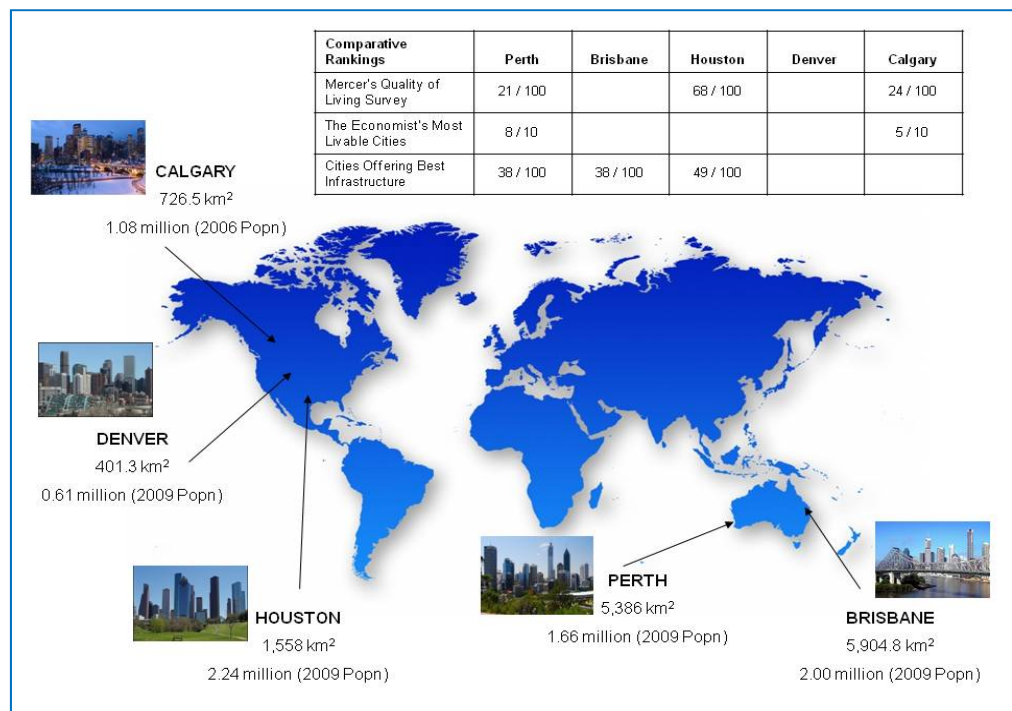 Comparative Rankings Perth Brisbane Houston Denver Calgary
Mercer's Quality of Living Survey 21 / 100 68 / 100 24 / 100
The Economist's Most Livable Cities 8 / 10 5 / 10
Cities Offering Best Infrastructure 38 / 100 38 / 100 49 / 100
CALGARY
726.5 km²
1.08 million (2006 Popn)
DENVER
401.3 km²
0.61 million (2009 Popn)
HOUSTON
1,558 km²
2.24 million (2009 Popn)
PERTH
5,386 km²
1.66 million (2009 Popn)
BRISBANE
5,904.8 km²
2.00 million (2009 Popn)